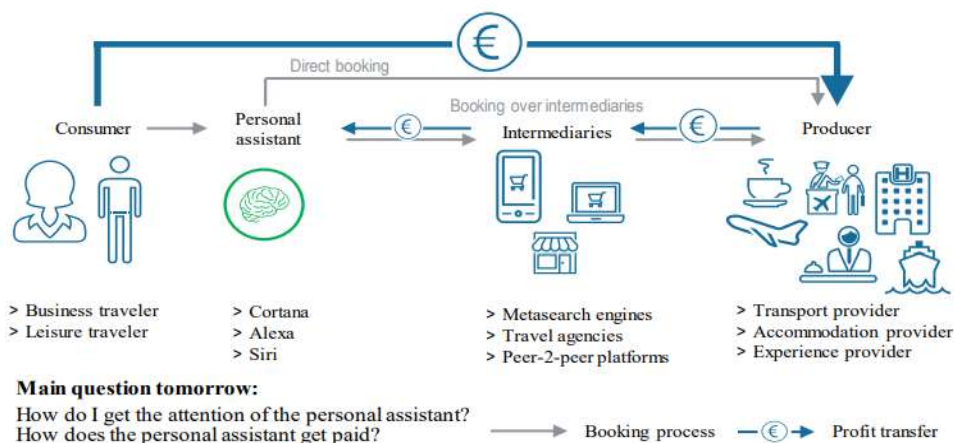 €
Direct booking
Booking over intermediaries
Consumer
Personal
assistant
€
Intermediaries
€
Producer
H
> Business traveler
> Leisure traveler
> Cortana
> Alexa
> Siri
> Metasearch engines
> Travel agencies
> Peer-2-peer platforms
> Transport provider
> Accommodation provider
> Experience provider
Main question tomorrow:
How do I get the attention of the personal assistant?
How does the personal assistant get paid?
Booking process
€
Profit transfer